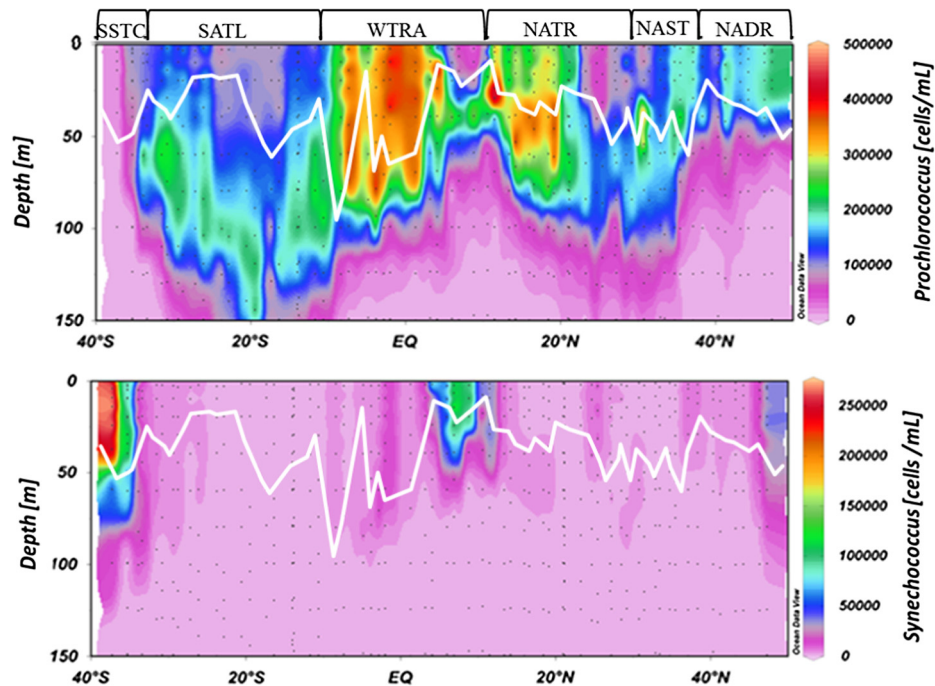 SSTC SATL WTRA NATR NAST NADR
0
50
100
150
Depth [m]
40°S 20°S EQ 20°N 40°N
Ocean Data View
500000
400000
300000
200000
100000
0
Prochlorococcus [cells/mL]
0
50
100
150
Depth [m]
40°S 20°S EQ 20°N 40°N
Ocean Data View
250000
200000
150000
100000
50000
0
Synechococcus [cells /mL]